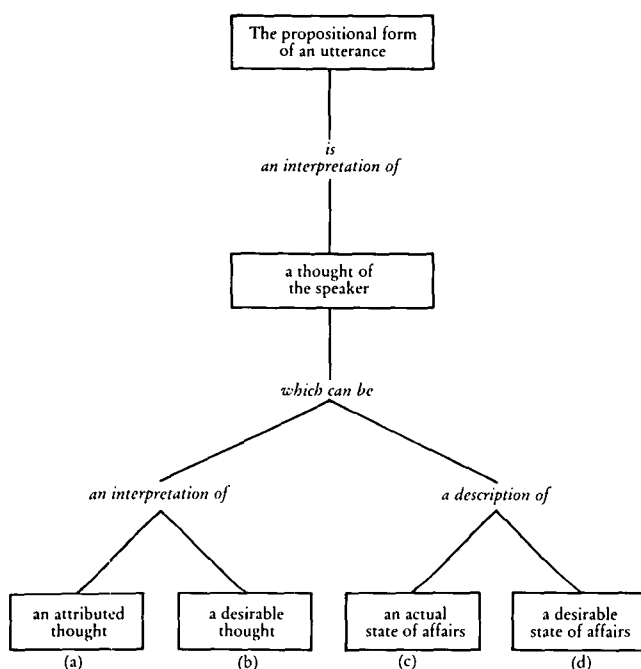 The propositional form
of an utterance
is
an interpretation of
a thought of
the speaker
which can be
an interpretation of
a description of
an attributed
thought
a desirable
thought
an actual
state of affairs
a desirable
state of affairs
(a)
(b)
(c)
(d)